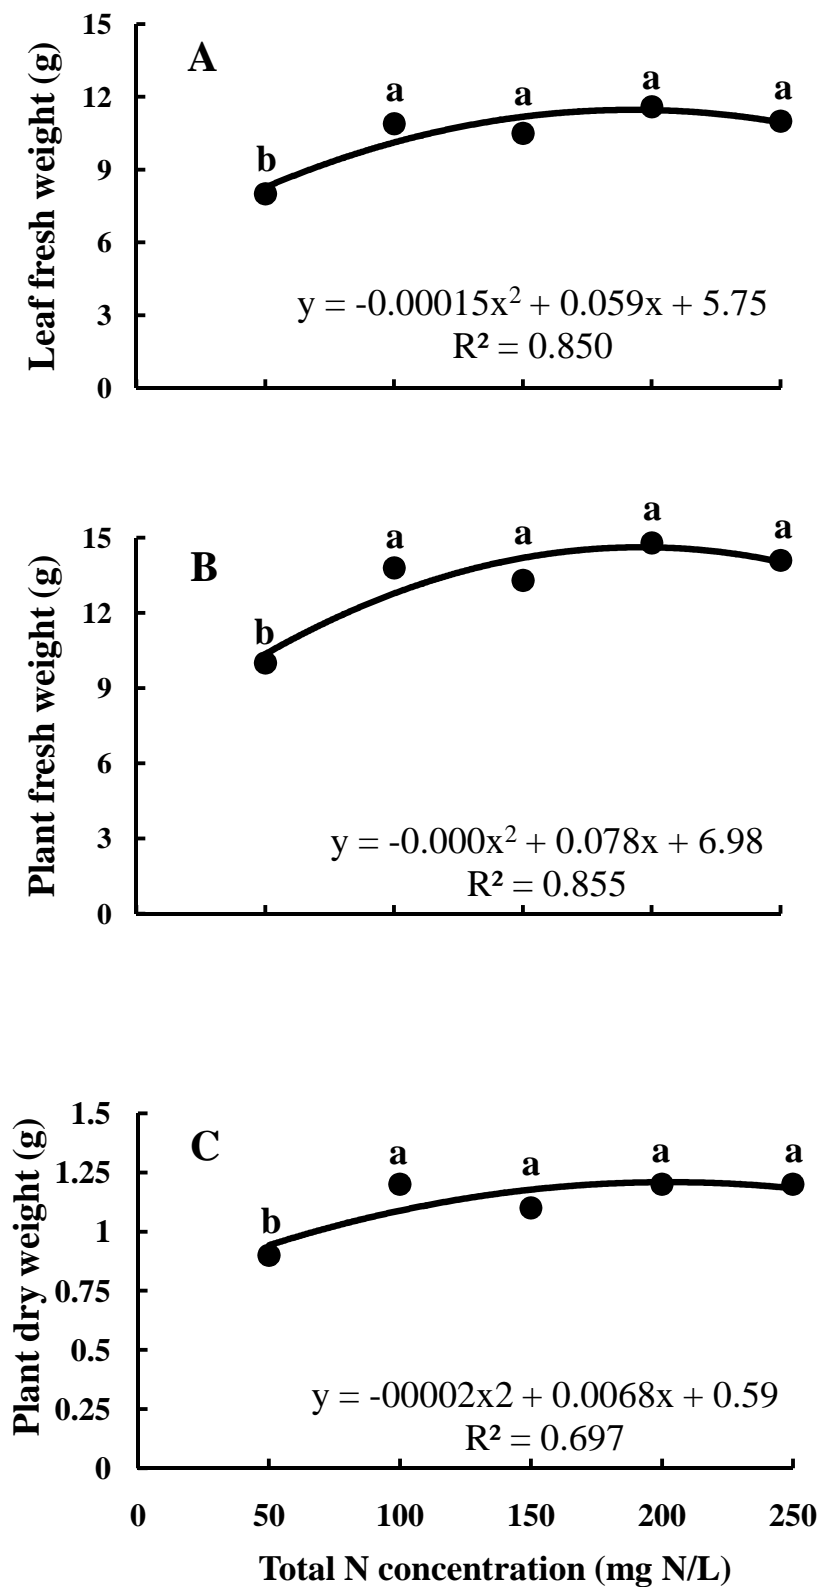 15
A
a
a
a
a
12
b
9
6
3
0
Leaf fresh weight (g)
y = -0.00015x² + 0.059x + 5.75
R² = 0.850
15
B
a
a
a
a
12
b
9
6
3
0
Plant fresh weight (g)
y = -0.000x² + 0.078x + 6.98
R² = 0.855
1.5
C
a
a
a
a
1.25
b
1
0.75
0.5
0.25
0
Plant dry weight (g)
y = -00002x2 + 0.0068x + 0.59
R² = 0.697
0 50 100 150 200 250
Total N concentration (mg N/L)